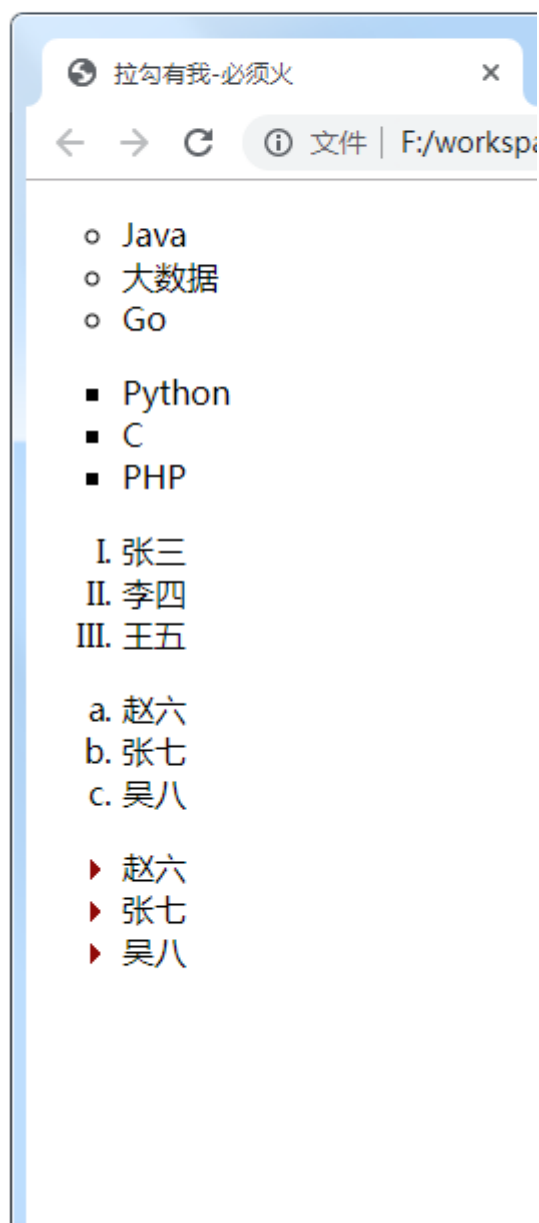 拉勾有我-必须火
文件 F:/workspa
Java
大数据
Go
Python
C
PHP
I. 张三
II. 李四
III. 王五
a. 赵六
b. 张七
c. 吴八
赵六
张七
吴八